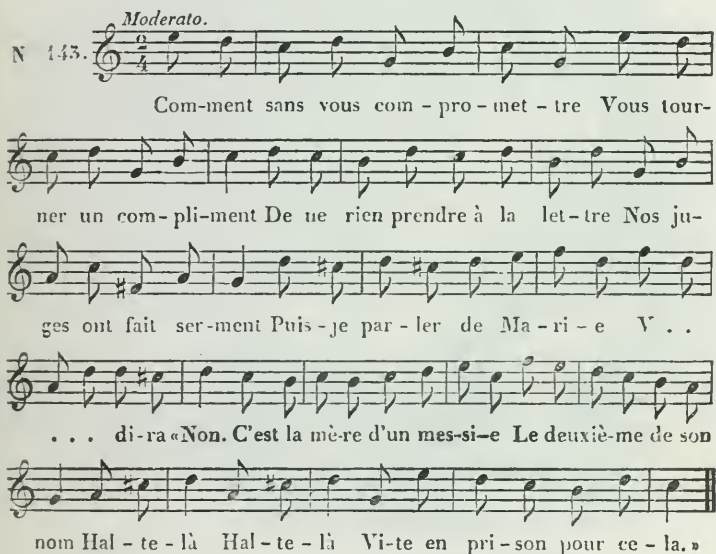 Moderato.
N 143.
2
4
Com-ment sans vous com-pro-met-tre Vous tour-
ner un com-pli-ment De ne rien prendre à la let-tre Nos ju-
ges ont fait ser-ment Puis-je par-ler de Ma-ri-e V . .
. . . di-ra «Non. C'est la mè-re d'un mes-si-e Le deuxiè-me de son
nom Hal-te-là Hal-te-là Vi-te en pri-son pour ce-la.»